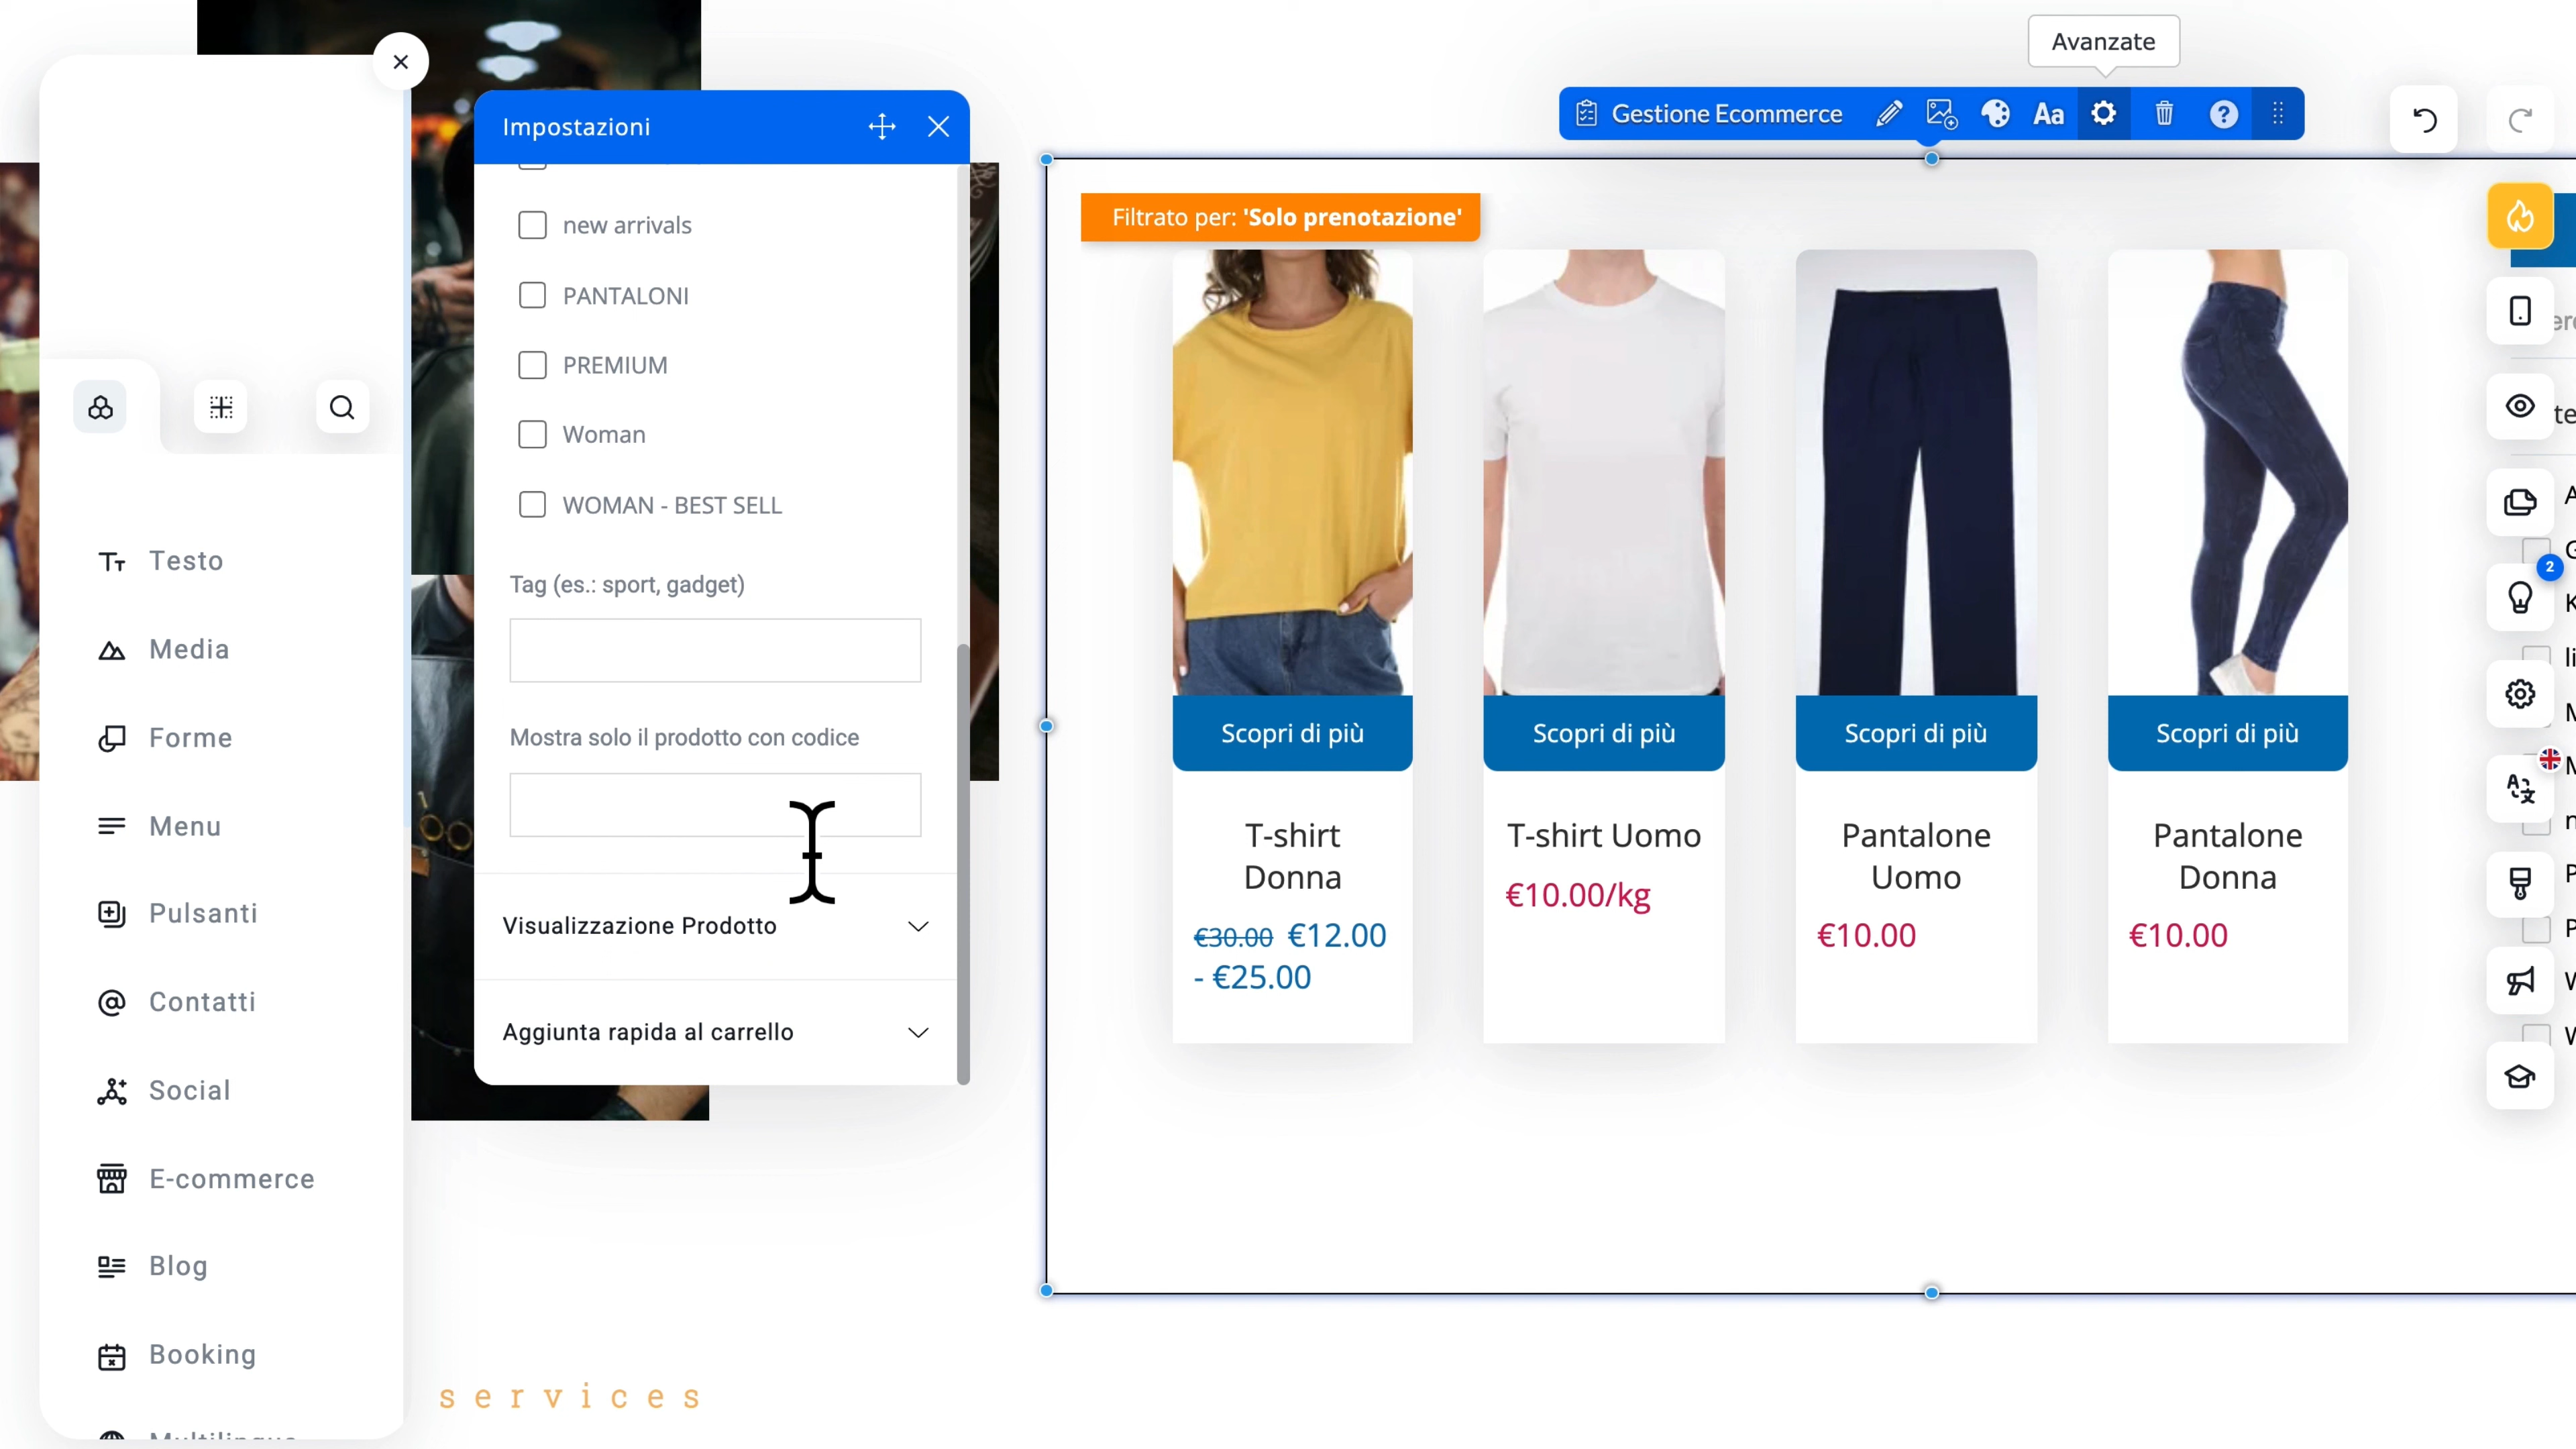 Avanzate
Gestione Ecommerce
Aa
?
Impostazioni
new arrivals
PANTALONI
PREMIUM
Woman
WOMAN - BEST SELL
Tag (es.: sport, gadget)
Mostra solo il prodotto con codice
Visualizzazione Prodotto
Aggiunta rapida al carrello
Testo
Media
Forme
Menu
Pulsanti
Contatti
Social
E-commerce
Blog
Booking
Filtrato per: 'Solo prenotazione'
Scopri di più
Scopri di più
Scopri di più
Scopri di più
T-shirt
Donna
€30.00 €12.00
- €25.00
T-shirt Uomo
€10.00/kg
Pantalone
Uomo
€10.00
Pantalone
Donna
€10.00
2
services